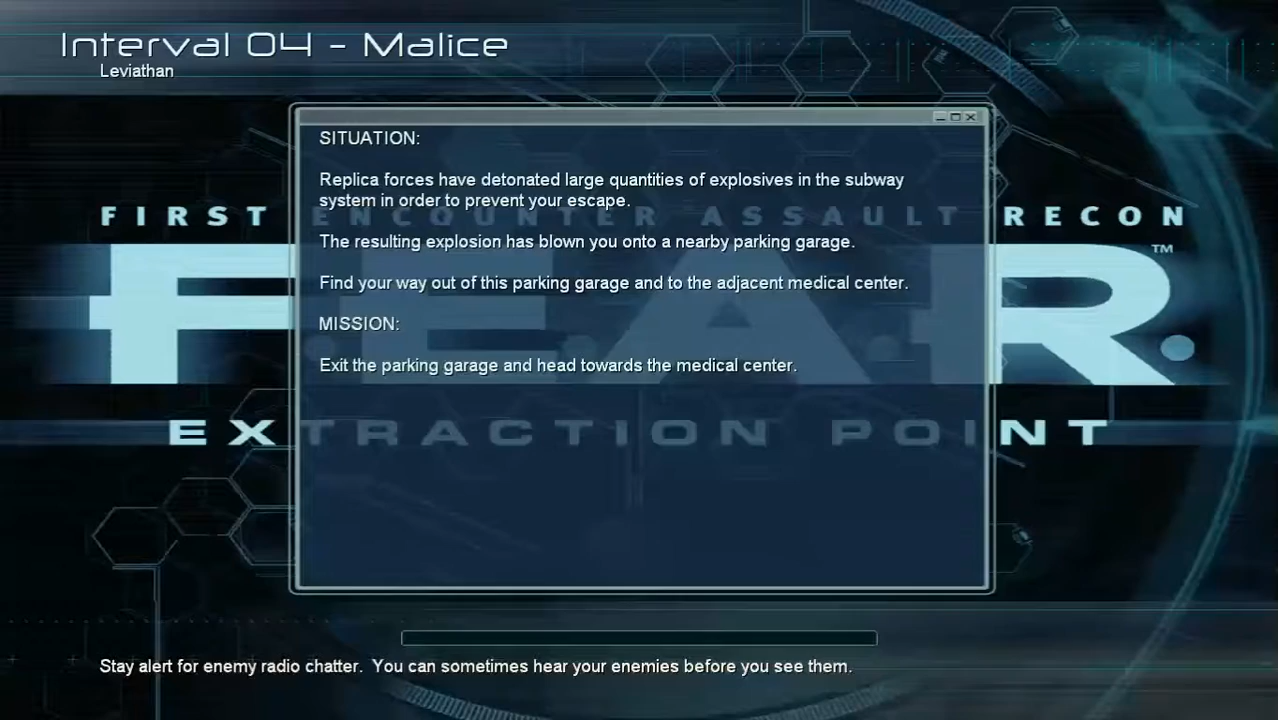 Interval 04 - Malice
Leviathan
SITUATION:
Replica forces have detonated large quantities of explosives in the subway
system in order to prevent your escape.
FIRST ENCOUNTER ASSAULT RECON
The resulting explosion has blown you onto a nearby parking garage.
F.E.A.R.™
Find your way out of this parking garage and to the adjacent medical center.
MISSION:
Exit the parking garage and head towards the medical center.
EXTRACTION POINT
Stay alert for enemy radio chatter. You can sometimes hear your enemies before you see them.